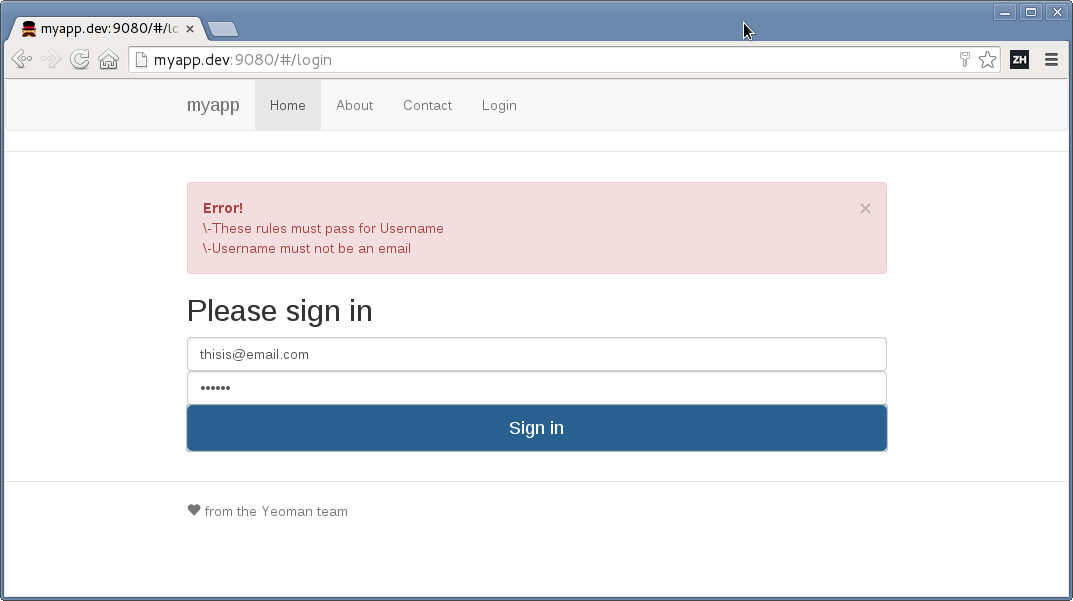 myapp.dev:9080/#/lo
myapp.dev:9080/#/login
ZH
myapp Home About Contact Login
Error! ×
\-These rules must pass for Username
\-Username must not be an email
Please sign in
thisis@email.com
••••••
Sign in
♥ from the Yeoman team